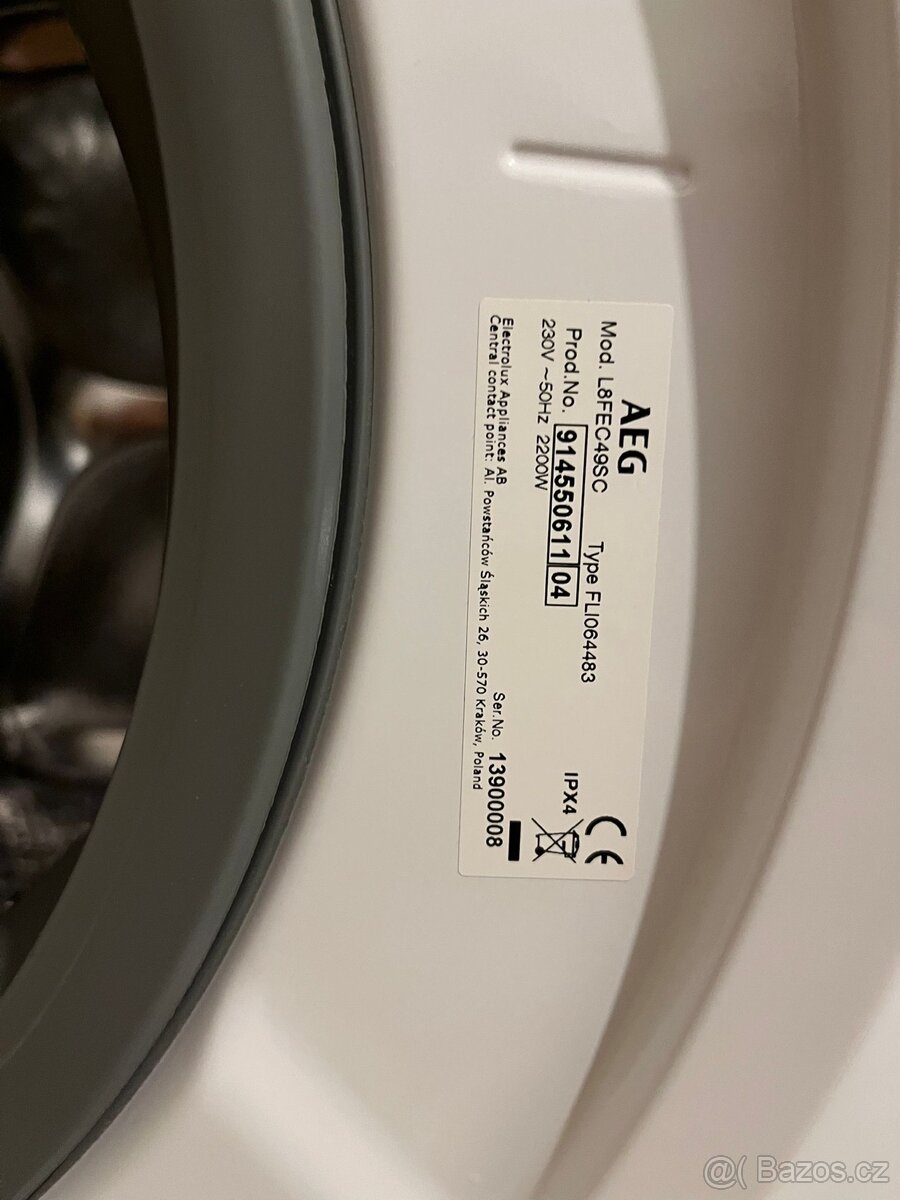 AEG
Mod. L8FEC49SC Type FLI064483
Prod.No. 914550611 04
230V ~50Hz 2200W
IPX4
CE
Ser.No. 13900008
Electrolux Appliances AB
Central contact point: Al. Powstańców Śląskich 26, 30-570 Kraków, Poland
@( Bazos.cz